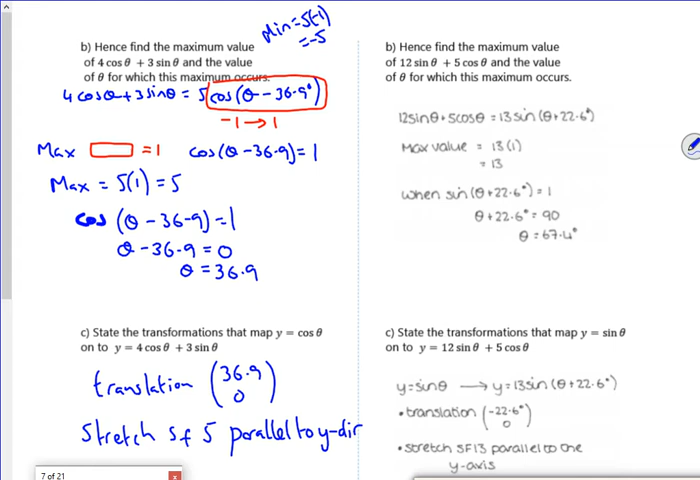 Min = 5(-1)
= -5
b) Hence find the maximum value
of 4 cos θ + 3 sin θ and the value
of θ for which this maximum occurs.
4 cosθ + 3 sinθ = 5 cos(θ - 36.9°)
-1 → 1
Max = 1 cos(θ - 36.9) = 1
Max = 5(1) = 5
cos (θ - 36.9) = 1
θ - 36.9 = 0
θ = 36.9
c) State the transformations that map y = cos θ
on to y = 4 cos θ + 3 sin θ
translation (36.9
0)
Stretch sf 5 parallel to y-dir
7 of 21
b) Hence find the maximum value
of 12 sin θ + 5 cos θ and the value
of θ for which this maximum occurs.
12sinθ + 5cosθ = 13 sin (θ + 22.6°)
Max value = 13 (1)
= 13
when sin (θ + 22.6°) = 1
θ + 22.6° = 90
θ = 67.4°
c) State the transformations that map y = sin θ
on to y = 12 sin θ + 5 cos θ
y = sinθ → y = 13 sin (θ + 22.6°)
• translation (-22.6°
0)
• stretch SF13 parallel to the
y-axis